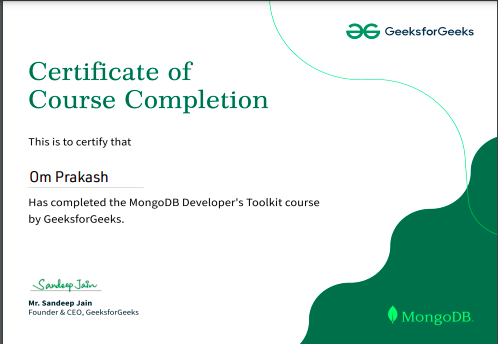 GeeksforGeeks
Certificate of
Course Completion
This is to certify that
Om Prakash
Has completed the MongoDB Developer's Toolkit course
by GeeksforGeeks.
Sandeep Jain
Mr. Sandeep Jain
Founder & CEO, GeeksforGeeks
MongoDB.